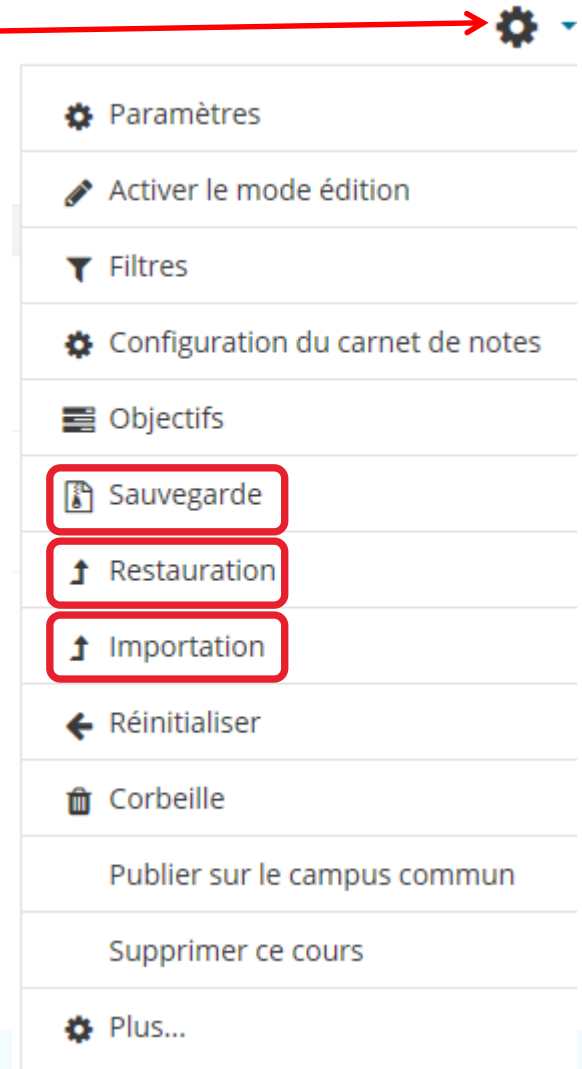 Paramètres
Activer le mode édition
Filtres
Configuration du carnet de notes
Objectifs
Sauvegarde
Restauration
Importation
Réinitialiser
Corbeille
Publier sur le campus commun
Supprimer ce cours
Plus...